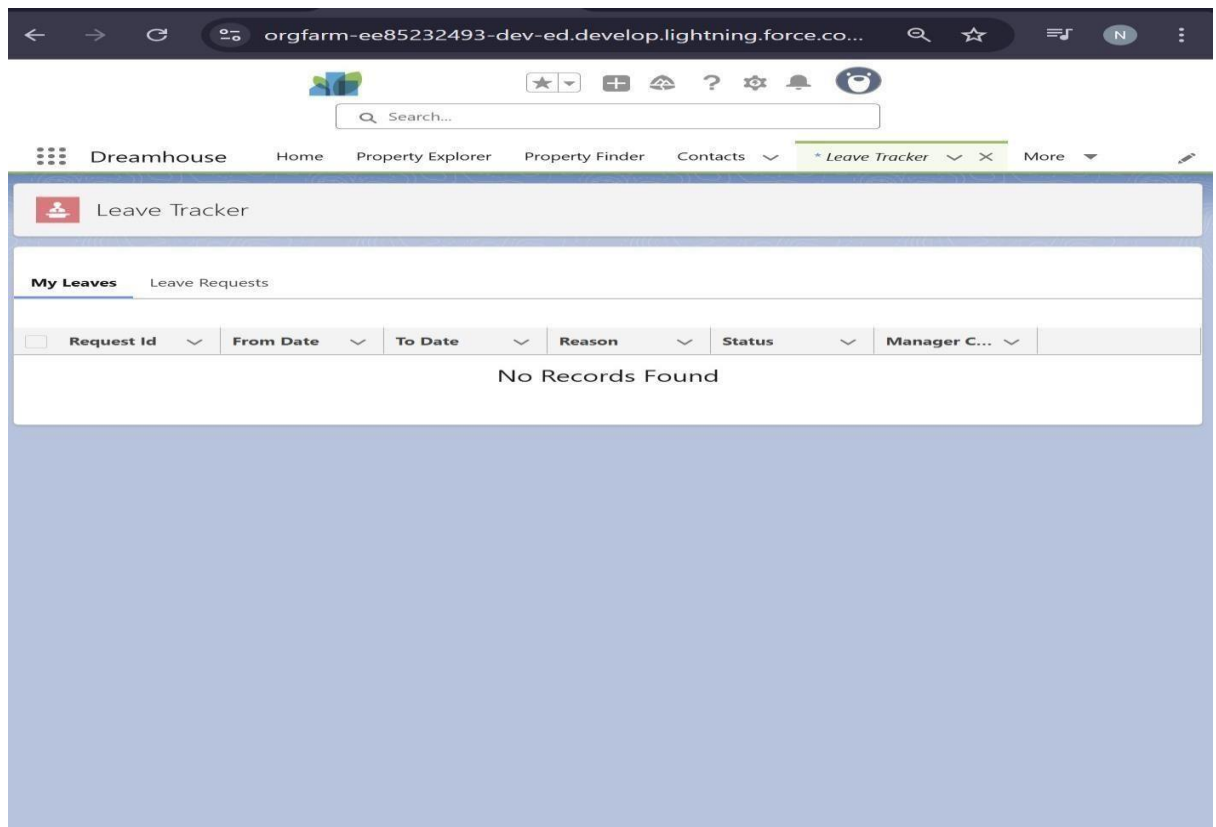 orgfarm-ee85232493-dev-ed.develop.lightning.force.co...
N
Search...
Dreamhouse Home Property Explorer Property Finder Contacts * Leave Tracker More
Leave Tracker
My Leaves Leave Requests
Request Id From Date To Date Reason Status Manager C...
No Records Found